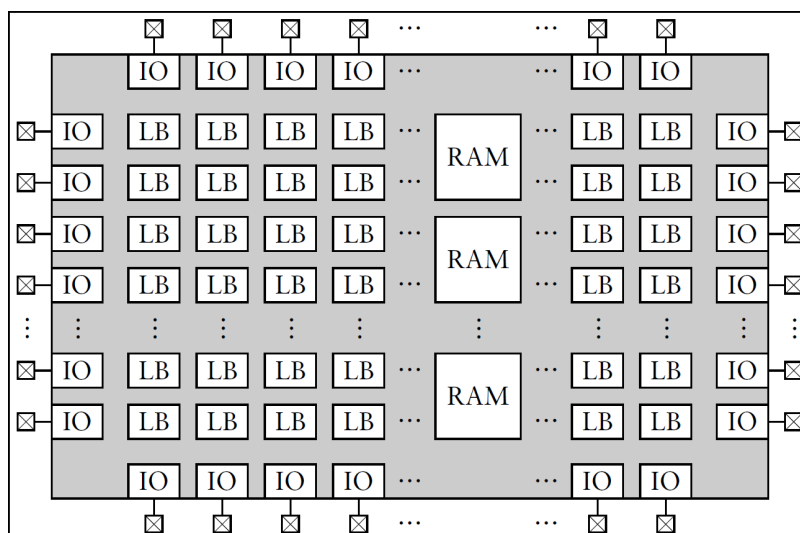 ... ...
IO IO IO IO ... ... IO IO
IO LB LB LB LB ... RAM ... LB LB IO
IO LB LB LB LB ... ... LB LB IO
IO LB LB LB LB ... RAM ... LB LB IO
IO LB LB LB LB ... ... LB LB IO
⋮ ⋮ ⋮ ⋮ ⋮ ⋮ ⋮ ⋮ ⋮ ⋮ ⋮
IO LB LB LB LB ... RAM ... LB LB IO
IO LB LB LB LB ... ... LB LB IO
IO IO IO IO ... ... IO IO
... ...